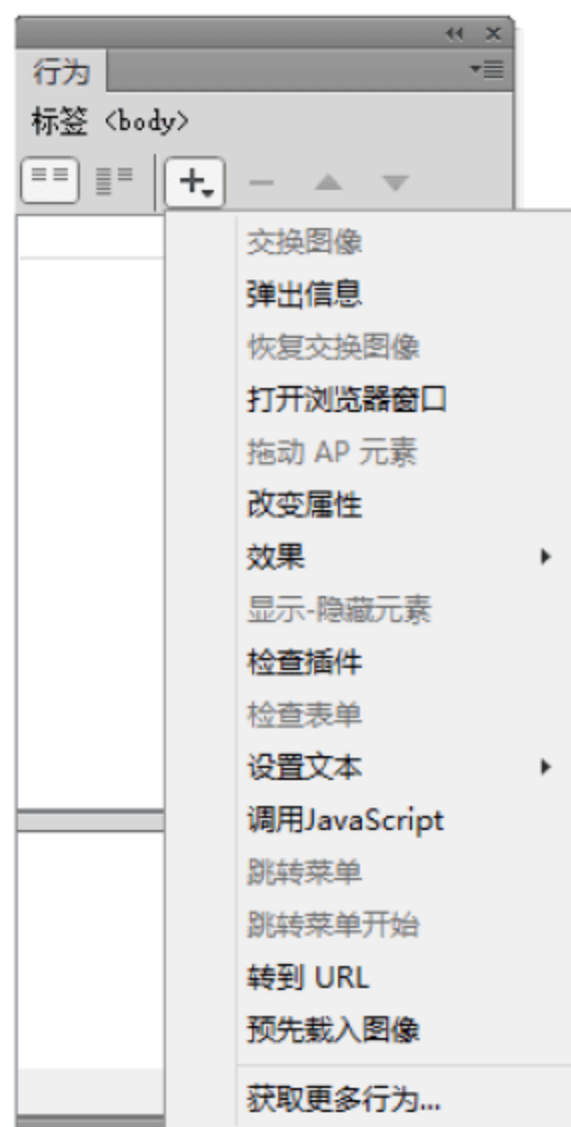 行为
标签 <body>
交换图像
弹出信息
恢复交换图像
打开浏览器窗口
拖动 AP 元素
改变属性
效果
显示-隐藏元素
检查插件
检查表单
设置文本
调用JavaScript
跳转菜单
跳转菜单开始
转到 URL
预先载入图像
获取更多行为...